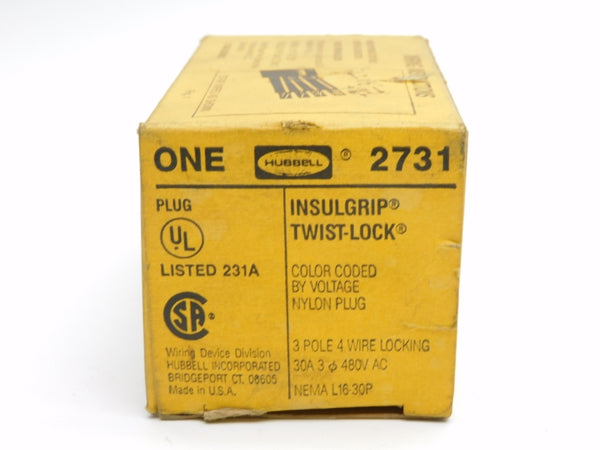 ONE HUBBELL ® 2731
PLUG
UL
LISTED 231A
SA ®
Wiring Device Division
HUBBELL INCORPORATED
BRIDGEPORT CT. 06605
Made in U.S.A.
INSULGRIP®
TWIST-LOCK®
COLOR CODED
BY VOLTAGE
NYLON PLUG
3 POLE 4 WIRE LOCKING
30A 3 ϕ 480V AC
NEMA L16-30P